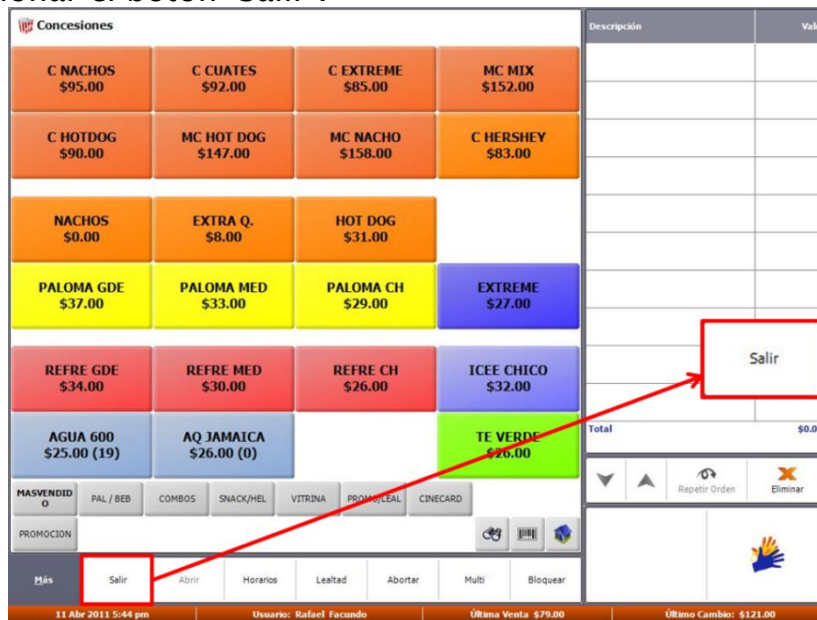 Concesiones
Descripción
C NACHOS
$95.00
C CUATES
$92.00
C EXTREME
$85.00
MC MIX
$152.00
C HOTDOG
$90.00
MC HOT DOG
$147.00
MC NACHO
$158.00
C HERSHEY
$83.00
NACHOS
$0.00
EXTRA Q.
$8.00
HOT DOG
$31.00
PALOMA GDE
$37.00
PALOMA MED
$33.00
PALOMA CH
$29.00
EXTREME
$27.00
Salir
REFRE GDE
$34.00
REFRE MED
$30.00
REFRE CH
$26.00
ICEE CHICO
$32.00
AGUA 600
$25.00 (19)
AQ JAMAICA
$26.00 (0)
TE VERDE
$26.00
Total
MASVENDIDO
PAL / BEB
COMBOS
SNACK/HEL
VITRINA
PROMO/LEAL
CINECARD
Repetir Orden
Eliminar
PROMOCION
Más
Salir
Abrir
Horarios
Lealtad
Abortar
Multi
Bloquear
11 Abr 2011 5:44 pm
Usuario: Rafael Facundo
Última Venta $79.00
Último Cambio: $121.00